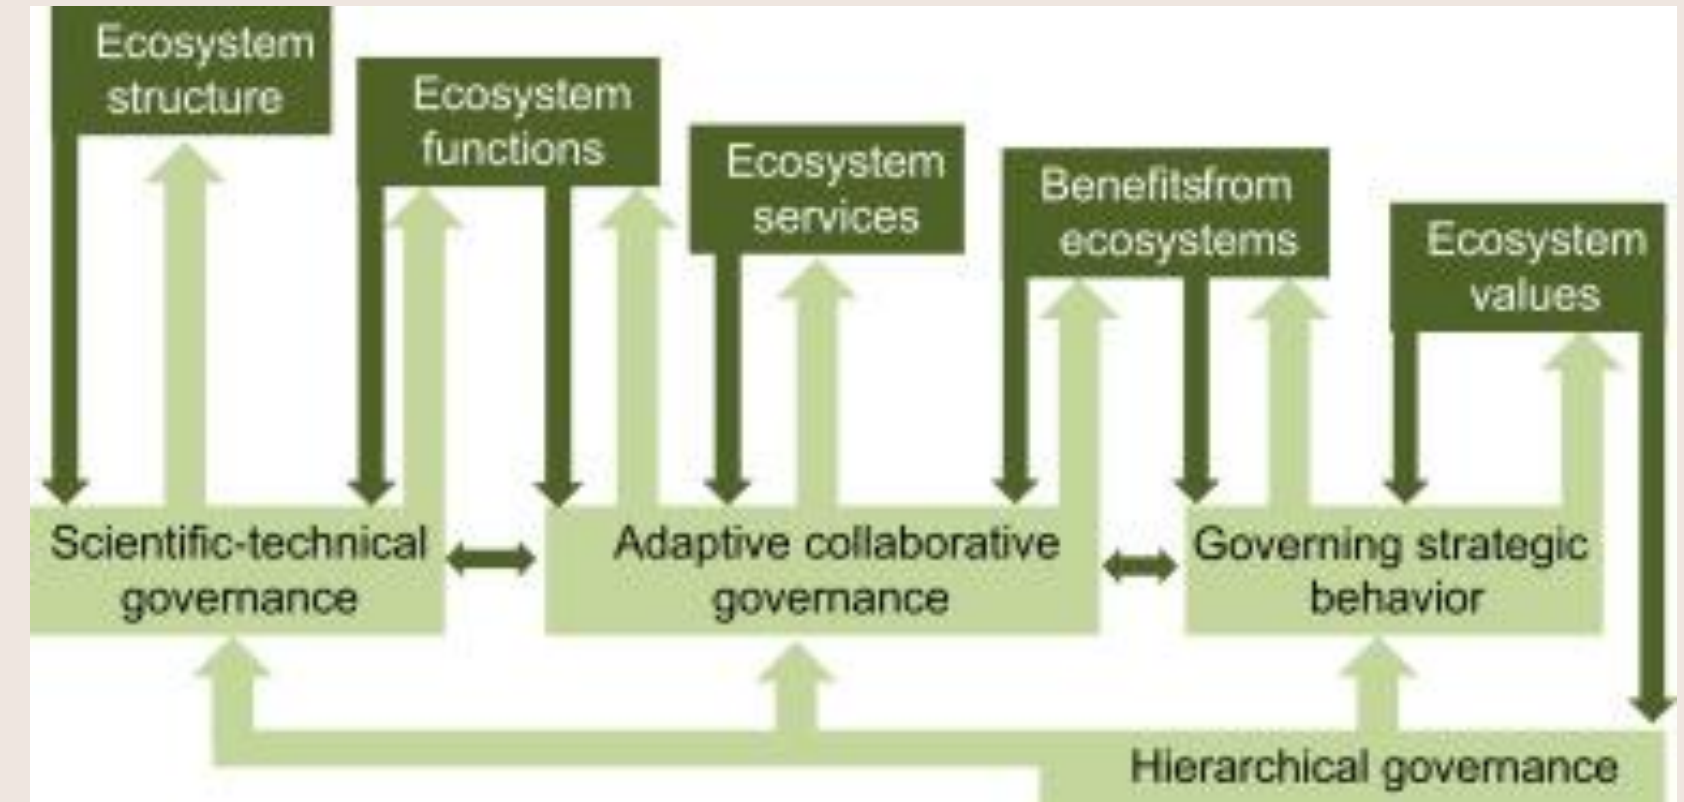 Ecosystem
structure
Ecosystem
functions
Ecosystem
services
Benefitsfrom
ecosystems
Ecosystem
values
Scientific-technical
governance
Adaptive collaborative
governance
Governing strategic
behavior
Hierarchical governance